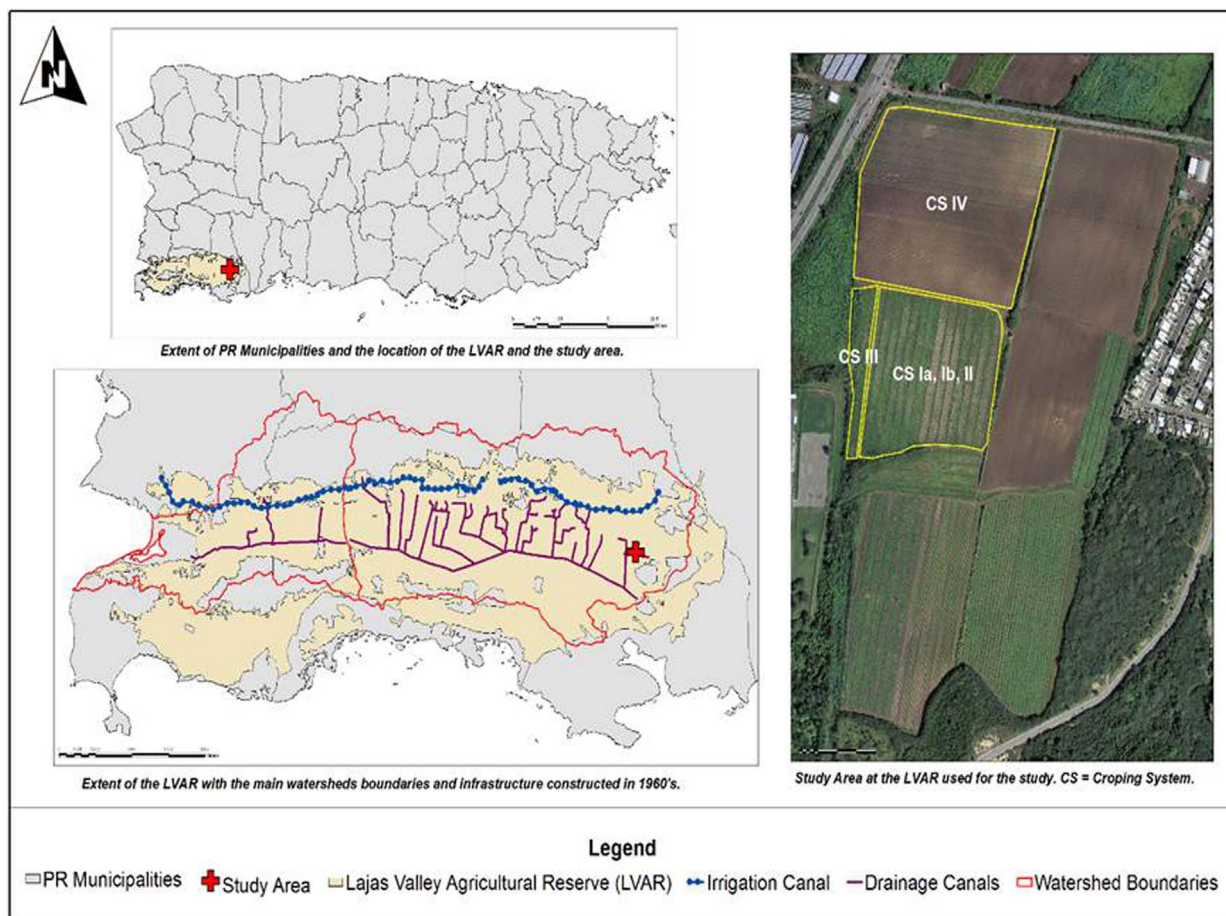 N
Extent of PR Municipalities and the location of the LVAR and the study area.
Extent of the LVAR with the main watersheds boundaries and infrastructure constructed in 1960's.
CS IV
CS III
CS Ia, Ib, II
Study Area at the LVAR used for the study. CS = Croping System.
Legend
PR Municipalities
Study Area
Lajas Valley Agricultural Reserve (LVAR)
Irrigation Canal
Drainage Canals
Watershed Boundaries